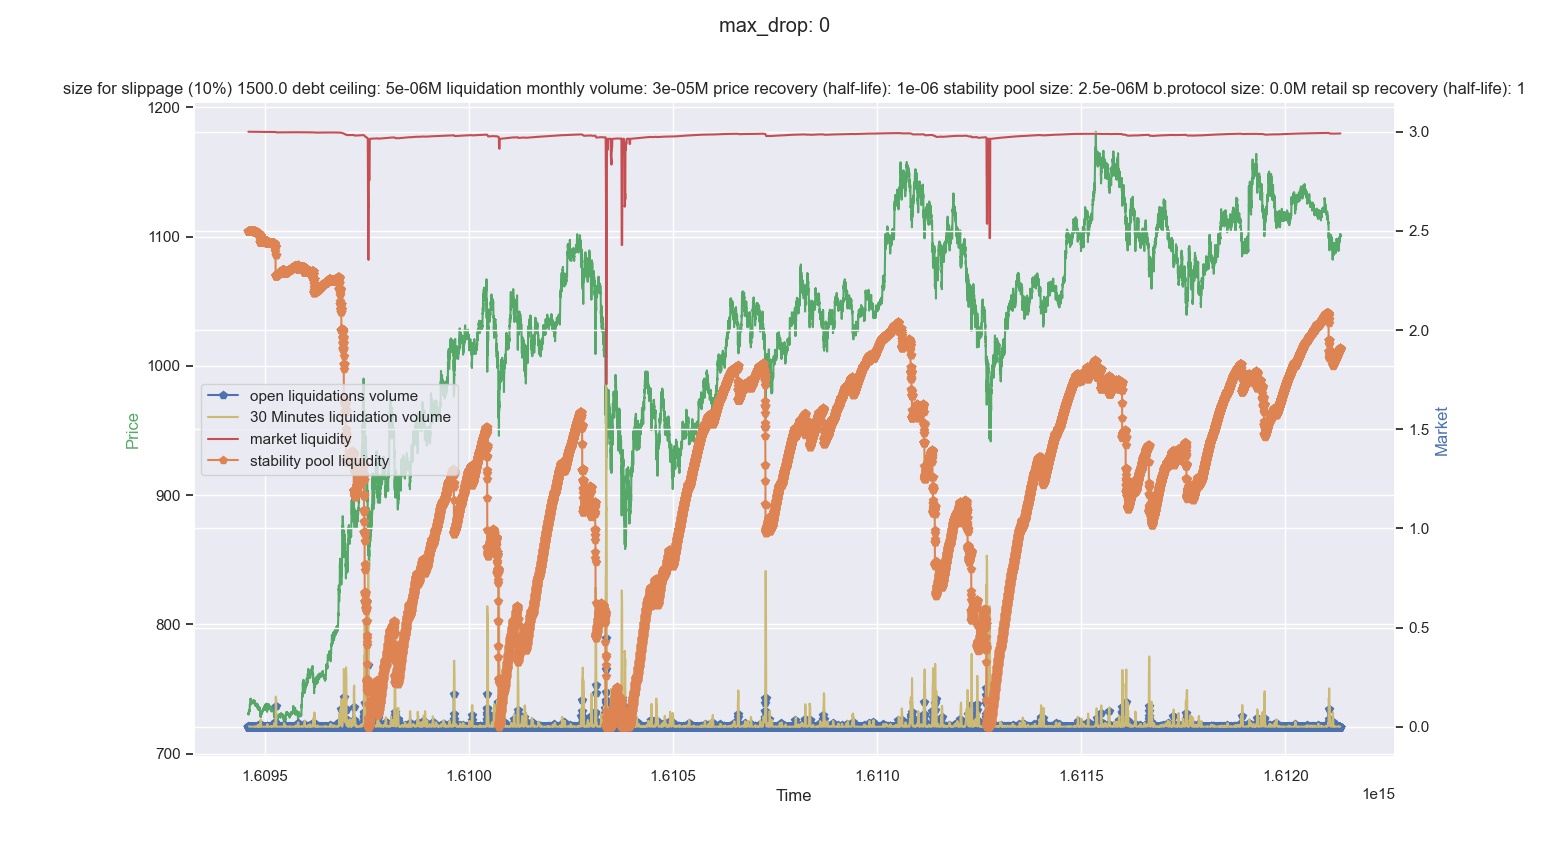 max_drop: 0
size for slippage (10%) 1500.0 debt ceiling: 5e-06M liquidation monthly volume: 3e-05M price recovery (half-life): 1e-06 stability pool size: 2.5e-06M b.protocol size: 0.0M retail sp recovery (half-life): 1
1200
1100
1000
900
800
700
Price
open liquidations volume
30 Minutes liquidation volume
market liquidity
stability pool liquidity
3.0
2.5
2.0
1.5
1.0
0.5
0.0
Market
1.6095 1.6100 1.6105 1.6110 1.6115 1.6120
Time
1e15